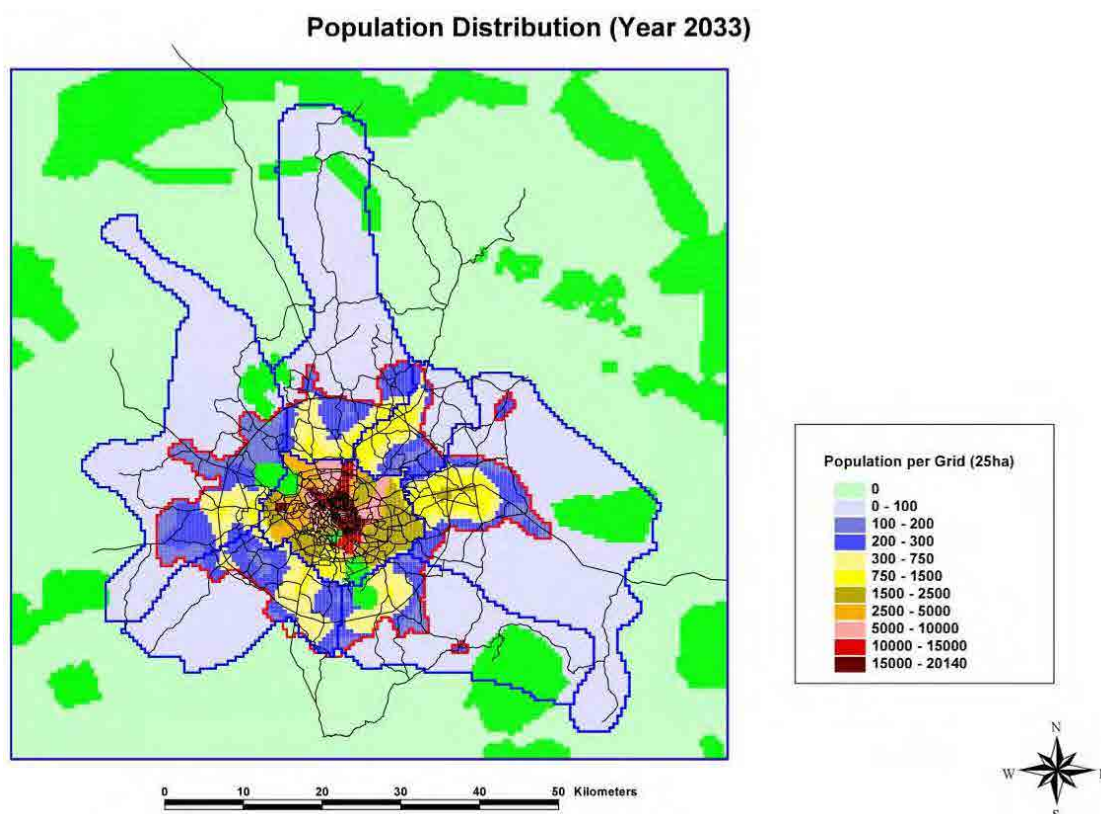 Population Distribution (Year 2033)
Population per Grid (25ha)
0
0 - 100
100 - 200
200 - 300
300 - 750
750 - 1500
1500 - 2500
2500 - 5000
5000 - 10000
10000 - 15000
15000 - 20140
N
W E
S
0 10 20 30 40 50 Kilometers